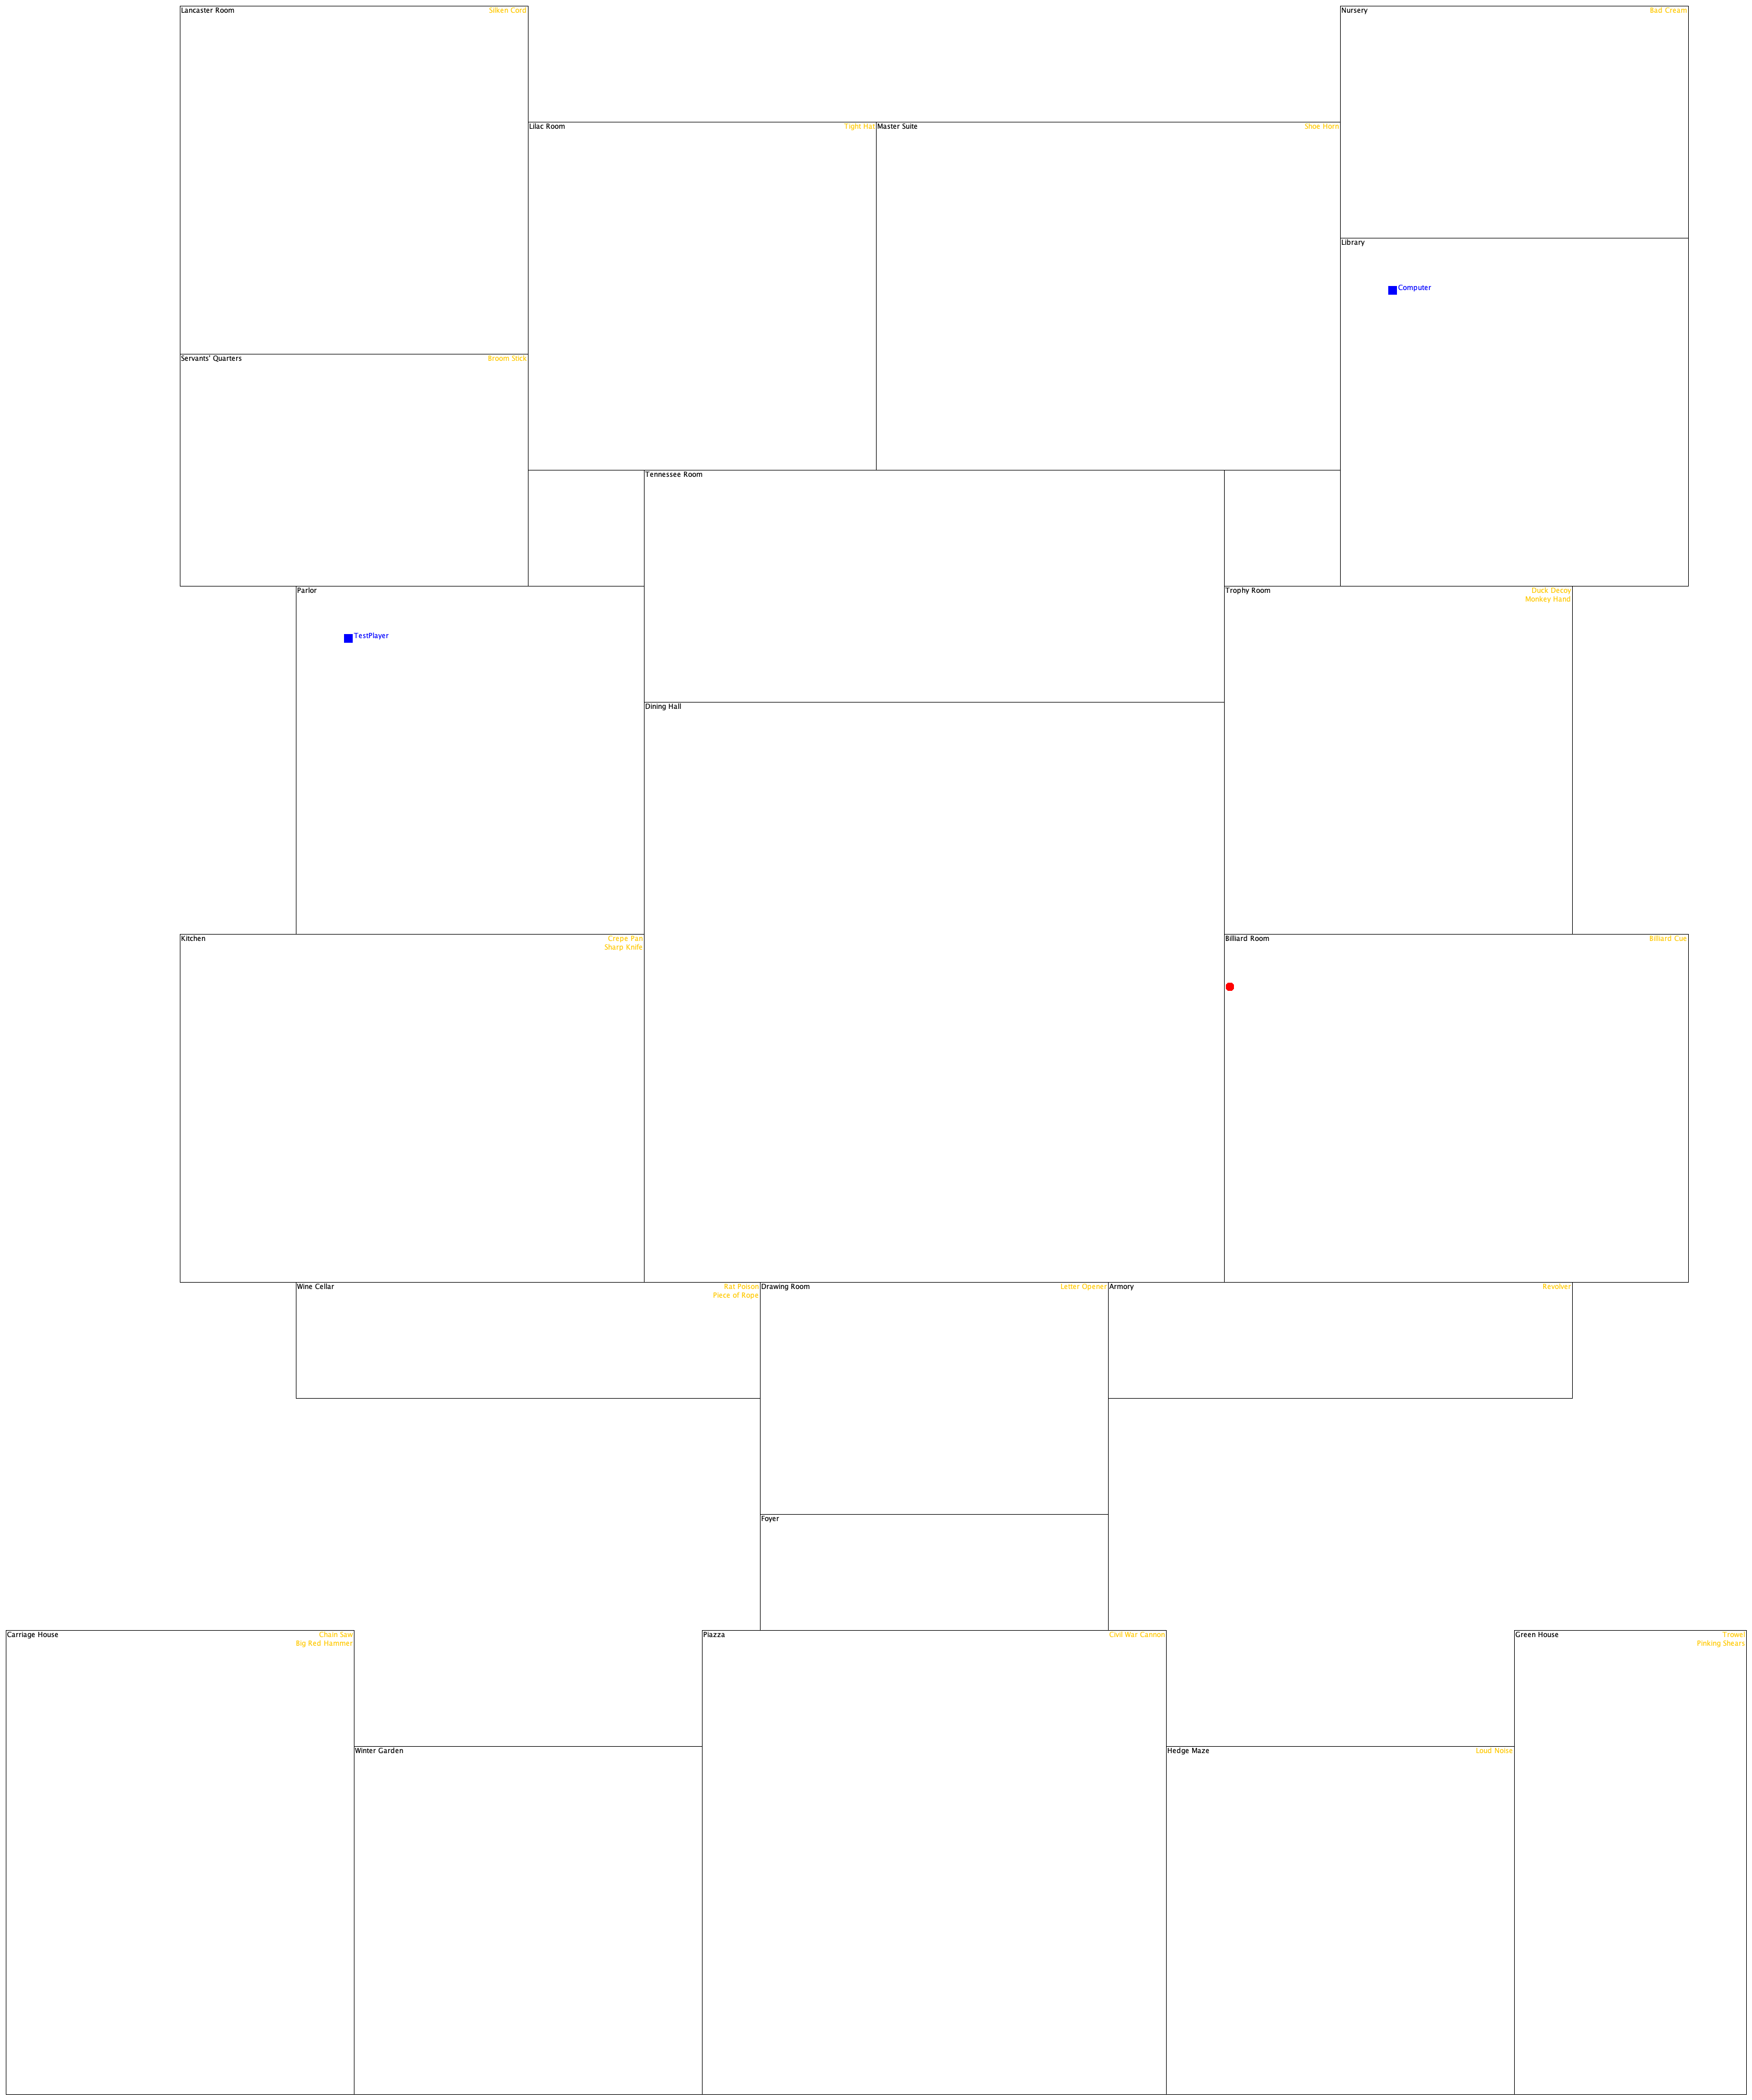 Lancaster Room Silken Cord
Nursery Bad Cream
Lilac Room Tight Hat
Master Suite Shoe Horn
Library
Computer
Servants' Quarters Broom Stick
Tennessee Room
Parlor
TestPlayer
Trophy Room Duck Decoy
Monkey Hand
Dining Hall
Kitchen Crepe Pan
Sharp Knife
Billiard Room Billiard Cue
Wine Cellar Rat Poison
Piece of Rope
Drawing Room Letter Opener
Armory Revolver
Foyer
Carriage House Chain Saw
Big Red Hammer
Piazza Civil War Cannon
Green House Trowel
Pinking Shears
Winter Garden
Hedge Maze Loud Noise